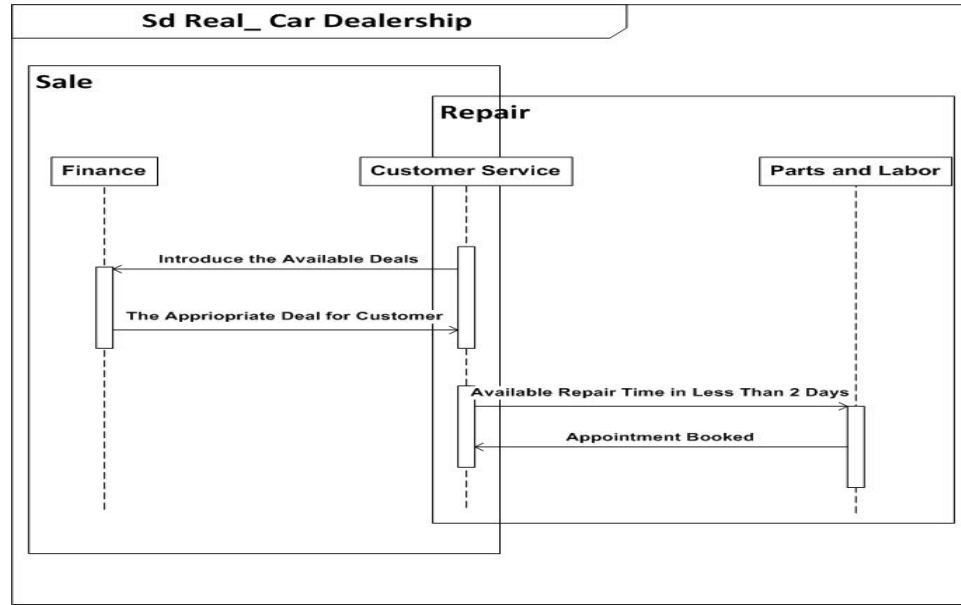 Sd Real_ Car Dealership
Sale
Repair
Finance
Customer Service
Parts and Labor
Introduce the Available Deals
The Appriopriate Deal for Customer
Available Repair Time in Less Than 2 Days
Appointment Booked